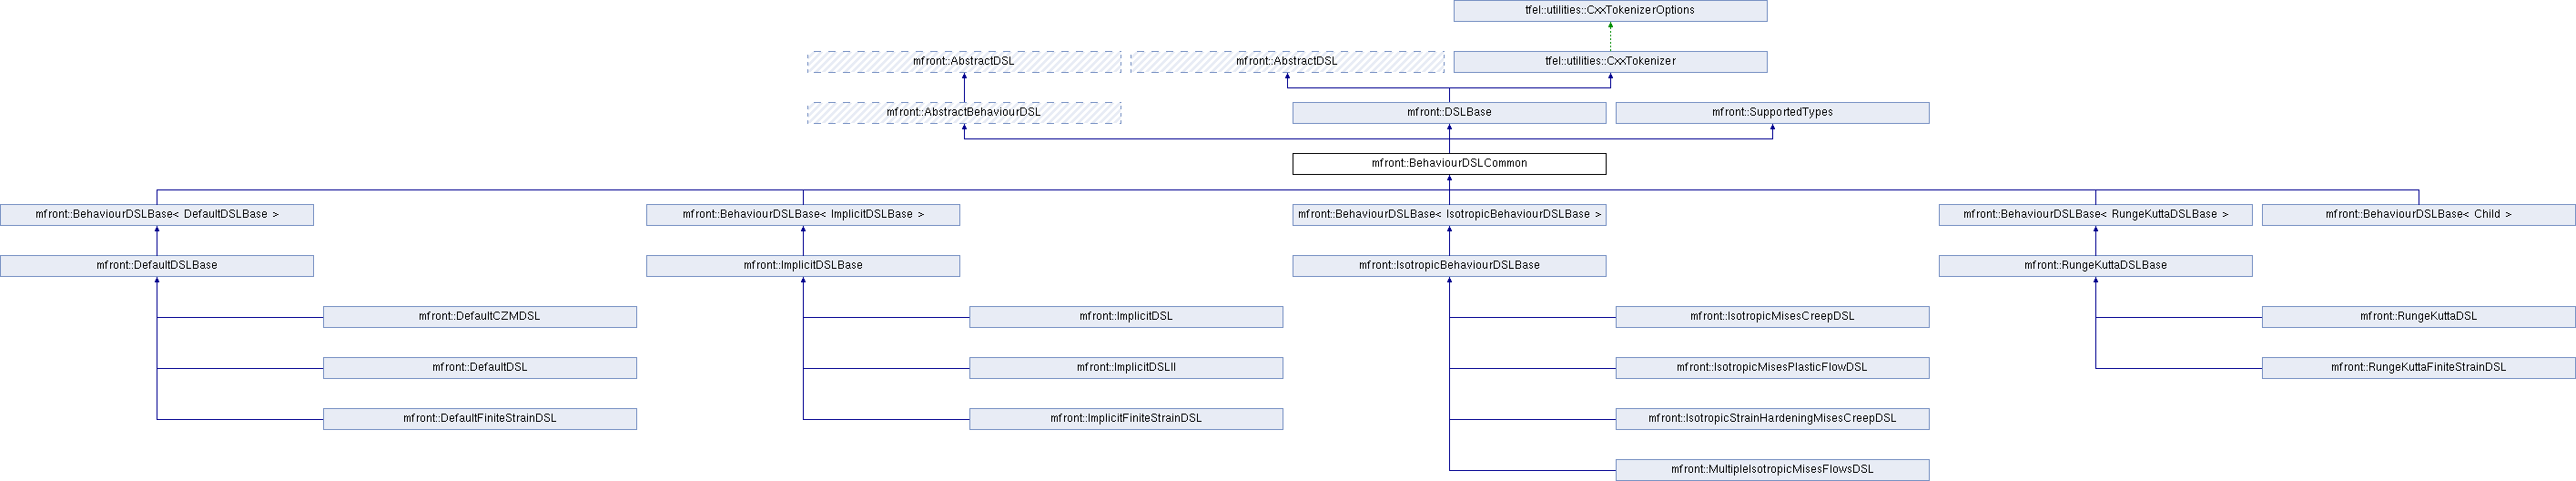 tfel::utilities::CxxTokenizerOptions
mfront::AbstractDSL
mfront::AbstractDSL
tfel::utilities::CxxTokenizer
mfront::AbstractBehaviourDSL
mfront::DSLBase
mfront::SupportedTypes
mfront::BehaviourDSLCommon
mfront::BehaviourDSLBase< DefaultDSLBase >
mfront::BehaviourDSLBase< ImplicitDSLBase >
mfront::BehaviourDSLBase< IsotropicBehaviourDSLBase >
mfront::BehaviourDSLBase< RungeKuttaDSLBase >
mfront::BehaviourDSLBase< Child >
mfront::DefaultDSLBase
mfront::ImplicitDSLBase
mfront::IsotropicBehaviourDSLBase
mfront::RungeKuttaDSLBase
mfront::DefaultCZMDSL
mfront::ImplicitDSL
mfront::IsotropicMisesCreepDSL
mfront::RungeKuttaDSL
mfront::DefaultDSL
mfront::ImplicitDSLII
mfront::IsotropicMisesPlasticFlowDSL
mfront::RungeKuttaFiniteStrainDSL
mfront::DefaultFiniteStrainDSL
mfront::ImplicitFiniteStrainDSL
mfront::IsotropicStrainHardeningMisesCreepDSL
mfront::MultipleIsotropicMisesFlowsDSL